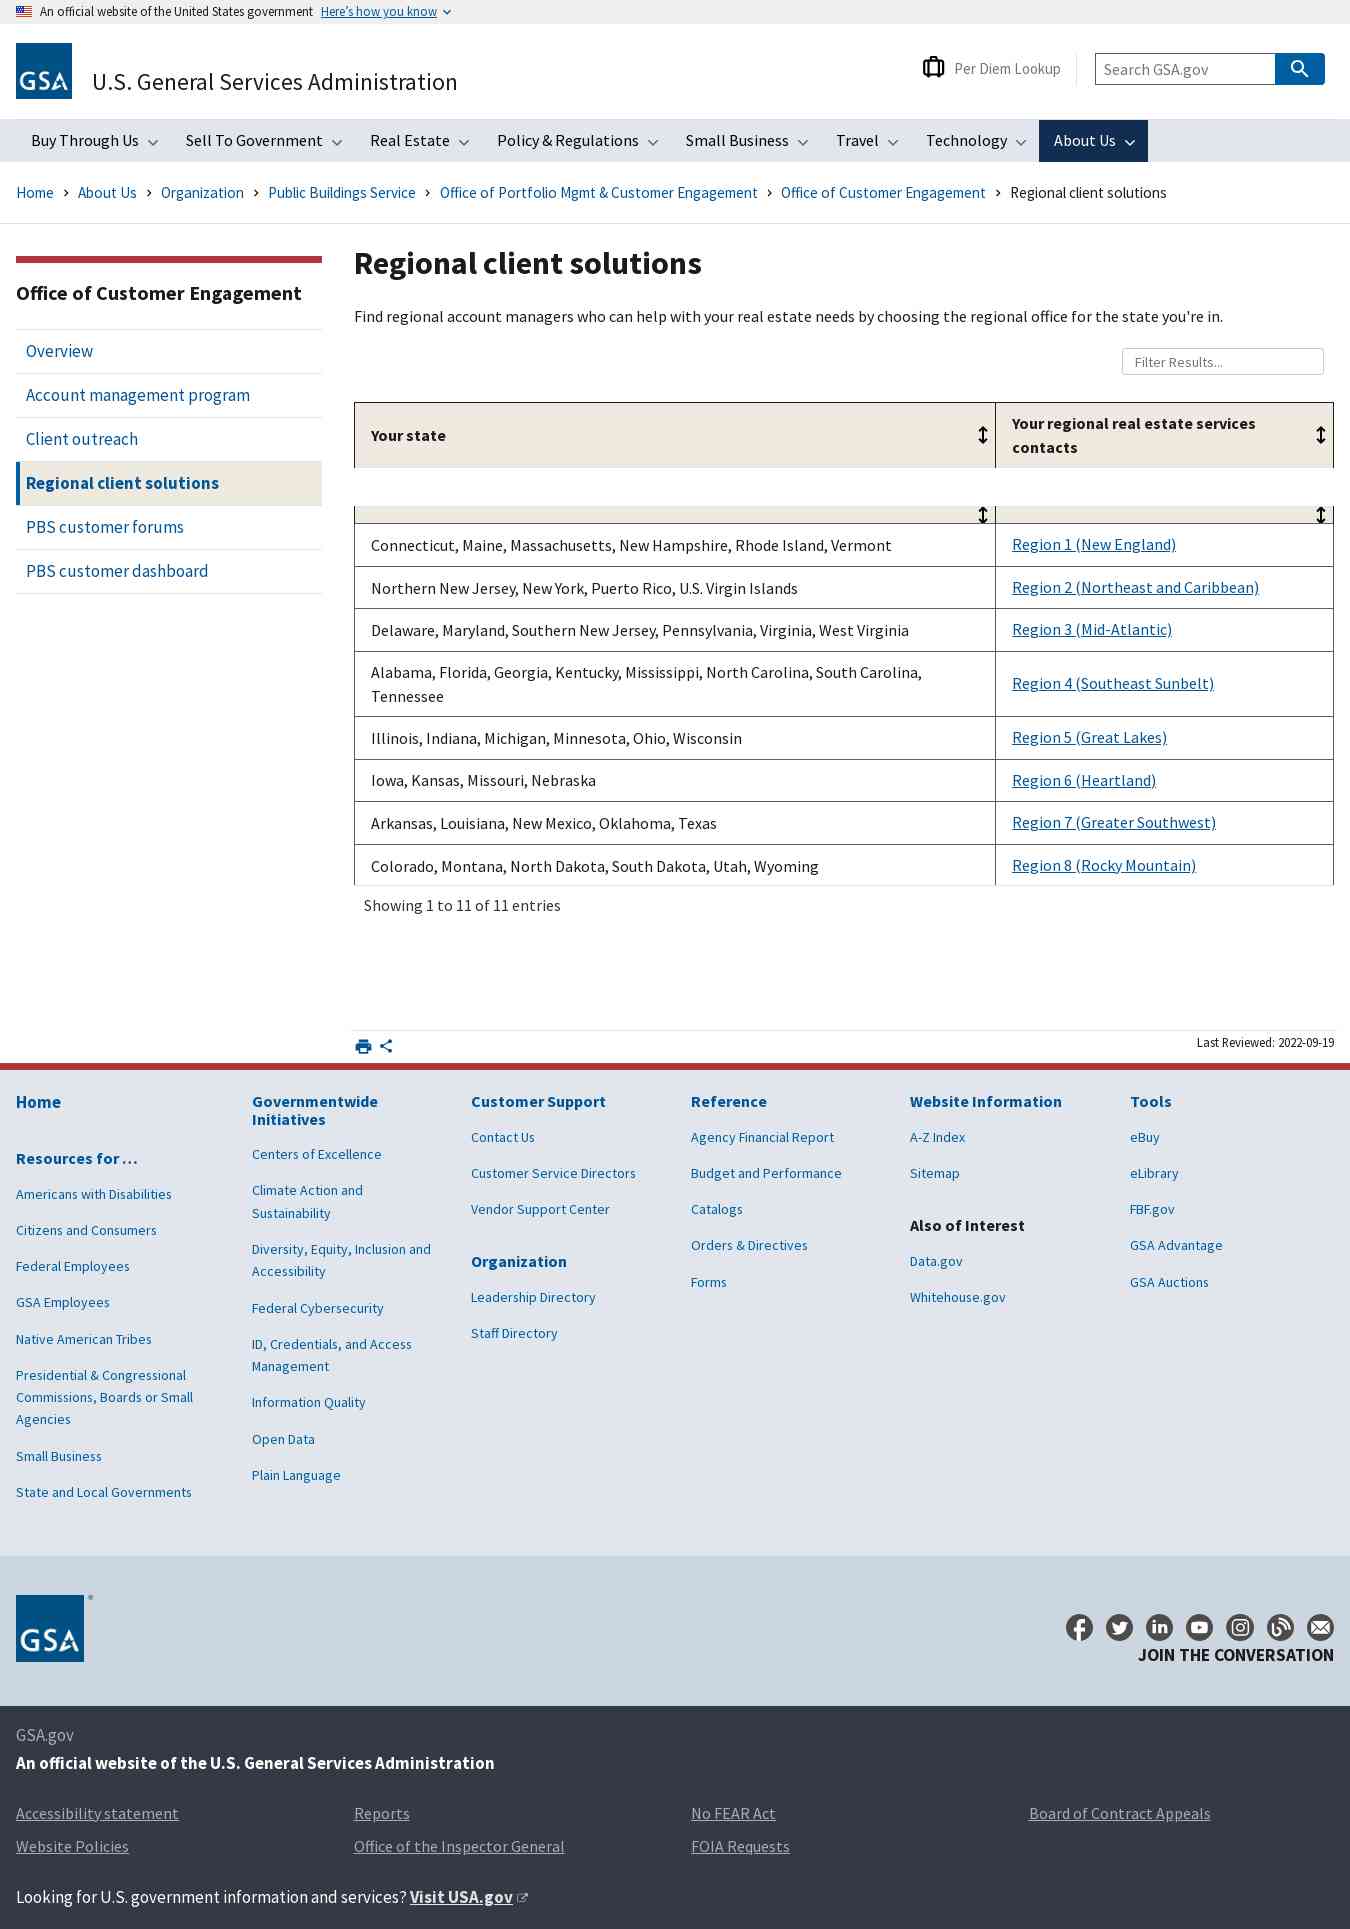 An official website of the United States government Here’s how you know
GSA
U.S. General Services Administration
Per Diem Lookup
Search GSA.gov
Buy Through Us Sell To Government Real Estate Policy & Regulations Small Business Travel Technology About Us
Home > About Us > Organization > Public Buildings Service > Office of Portfolio Mgmt & Customer Engagement > Office of Customer Engagement > Regional client solutions
Office of Customer Engagement
Overview
Account management program
Client outreach
Regional client solutions
PBS customer forums
PBS customer dashboard
Regional client solutions
Find regional account managers who can help with your real estate needs by choosing the regional office for the state you're in.
Filter Results...
Your state
Your regional real estate services
contacts
Connecticut, Maine, Massachusetts, New Hampshire, Rhode Island, Vermont
Region 1 (New England)
Northern New Jersey, New York, Puerto Rico, U.S. Virgin Islands
Region 2 (Northeast and Caribbean)
Delaware, Maryland, Southern New Jersey, Pennsylvania, Virginia, West Virginia
Region 3 (Mid-Atlantic)
Alabama, Florida, Georgia, Kentucky, Mississippi, North Carolina, South Carolina,
Tennessee
Region 4 (Southeast Sunbelt)
Illinois, Indiana, Michigan, Minnesota, Ohio, Wisconsin
Region 5 (Great Lakes)
Iowa, Kansas, Missouri, Nebraska
Region 6 (Heartland)
Arkansas, Louisiana, New Mexico, Oklahoma, Texas
Region 7 (Greater Southwest)
Colorado, Montana, North Dakota, South Dakota, Utah, Wyoming
Region 8 (Rocky Mountain)
Showing 1 to 11 of 11 entries
Last Reviewed: 2022-09-19
Home
Resources for …
Americans with Disabilities
Citizens and Consumers
Federal Employees
GSA Employees
Native American Tribes
Presidential & Congressional
Commissions, Boards or Small
Agencies
Small Business
State and Local Governments
Governmentwide
Initiatives
Centers of Excellence
Climate Action and
Sustainability
Diversity, Equity, Inclusion and
Accessibility
Federal Cybersecurity
ID, Credentials, and Access
Management
Information Quality
Open Data
Plain Language
Customer Support
Contact Us
Customer Service Directors
Vendor Support Center
Organization
Leadership Directory
Staff Directory
Reference
Agency Financial Report
Budget and Performance
Catalogs
Orders & Directives
Forms
Website Information
A-Z Index
Sitemap
Also of Interest
Data.gov
Whitehouse.gov
Tools
eBuy
eLibrary
FBF.gov
GSA Advantage
GSA Auctions
GSA
JOIN THE CONVERSATION
GSA.gov
An official website of the U.S. General Services Administration
Accessibility statement
Reports
No FEAR Act
Board of Contract Appeals
Website Policies
Office of the Inspector General
FOIA Requests
Looking for U.S. government information and services? Visit USA.gov